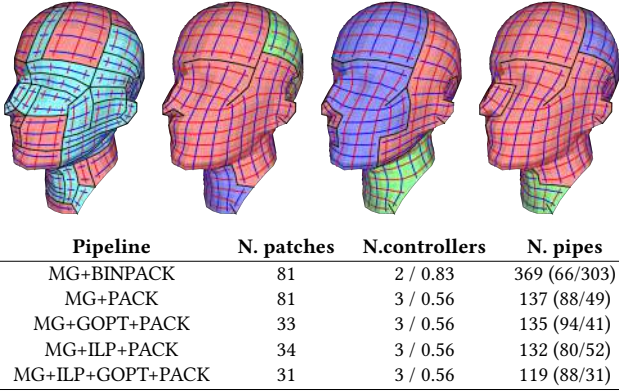 Pipeline N. patches N.controllers N. pipes
MG+BINPACK 81 2 / 0.83 369 (66/303)
MG+PACK 81 3 / 0.56 137 (88/49)
MG+GOPT+PACK 33 3 / 0.56 135 (94/41)
MG+ILP+PACK 34 3 / 0.56 132 (80/52)
MG+ILP+GOPT+PACK 31 3 / 0.56 119 (88/31)